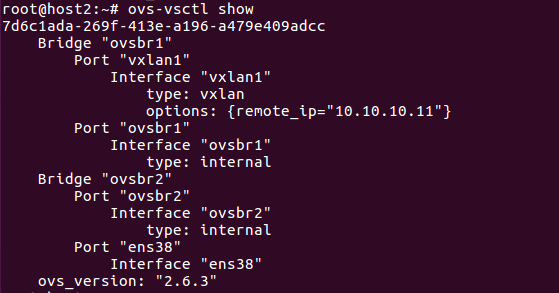 root@host2:~# ovs-vsctl show
7d6c1ada-269f-413e-a196-a479e409adcc
    Bridge "ovsbr1"
        Port "vxlan1"
            Interface "vxlan1"
                type: vxlan
                options: {remote_ip="10.10.10.11"}
        Port "ovsbr1"
            Interface "ovsbr1"
                type: internal
    Bridge "ovsbr2"
        Port "ovsbr2"
            Interface "ovsbr2"
                type: internal
        Port "ens38"
            Interface "ens38"
    ovs_version: "2.6.3"